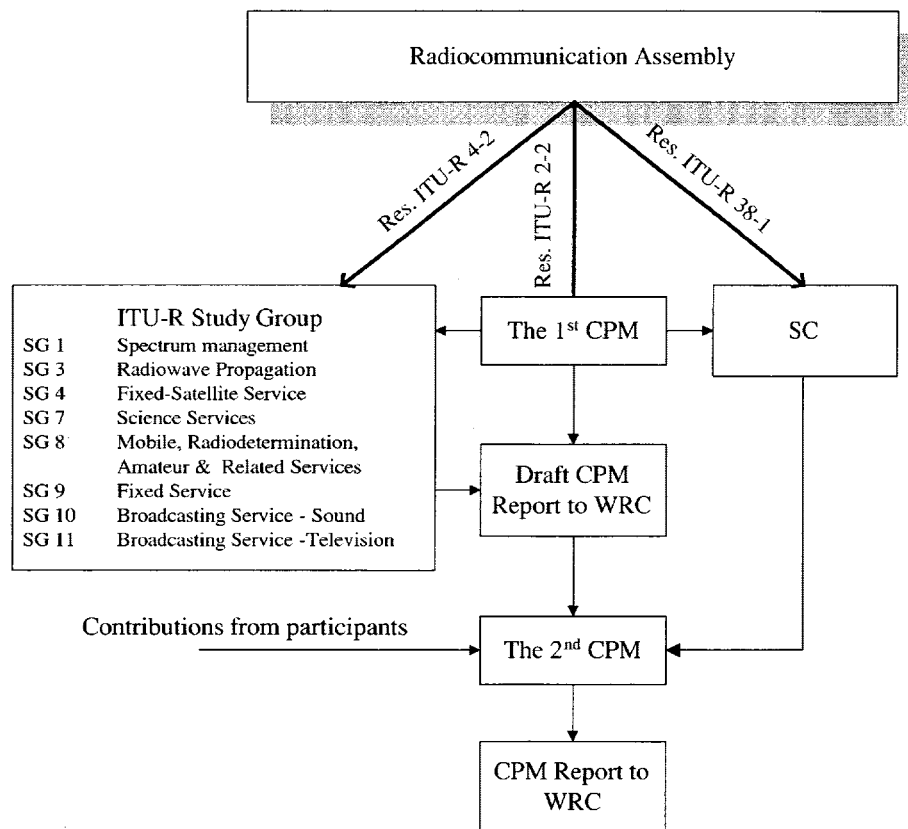 Radiocommunication Assembly
Res. ITU-R 4-2
Res. ITU-R 2-2
Res. ITU-R 38-1
ITU-R Study Group
SG 1 Spectrum management
SG 3 Radiowave Propagation
SG 4 Fixed-Satellite Service
SG 7 Science Services
SG 8 Mobile, Radiodetermination,
Amateur & Related Services
SG 9 Fixed Service
SG 10 Broadcasting Service - Sound
SG 11 Broadcasting Service -Television
The 1st CPM
SC
Draft CPM
Report to WRC
Contributions from participants
The 2nd CPM
CPM Report to
WRC